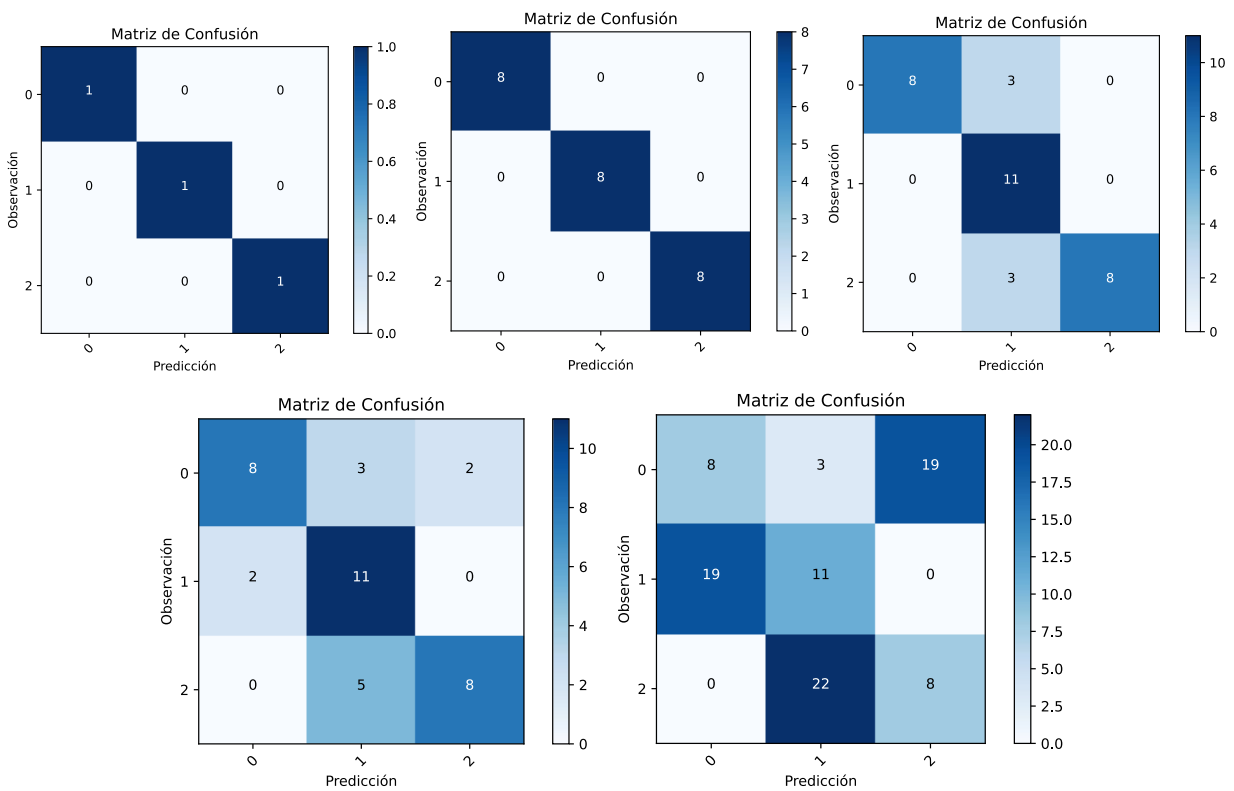 Matriz de Confusión
Observación
0
1
2
1 0 0
0 1 0
0 0 1
0 1 2
Predicción
1.0
0.8
0.6
0.4
0.2
0.0
Matriz de Confusión
Observación
0
1
2
8 0 0
0 8 0
0 0 8
0 1 2
Predicción
8
7
6
5
4
3
2
1
0
Matriz de Confusión
Observación
0
1
2
8 3 0
0 11 0
0 3 8
0 1 2
Predicción
10
8
6
4
2
0
Matriz de Confusión
Observación
0
1
2
8 3 2
2 11 0
0 5 8
0 1 2
Predicción
10
8
6
4
2
0
Matriz de Confusión
Observación
0
1
2
8 3 19
19 11 0
0 22 8
0 1 2
Predicción
20.0
17.5
15.0
12.5
10.0
7.5
5.0
2.5
0.0